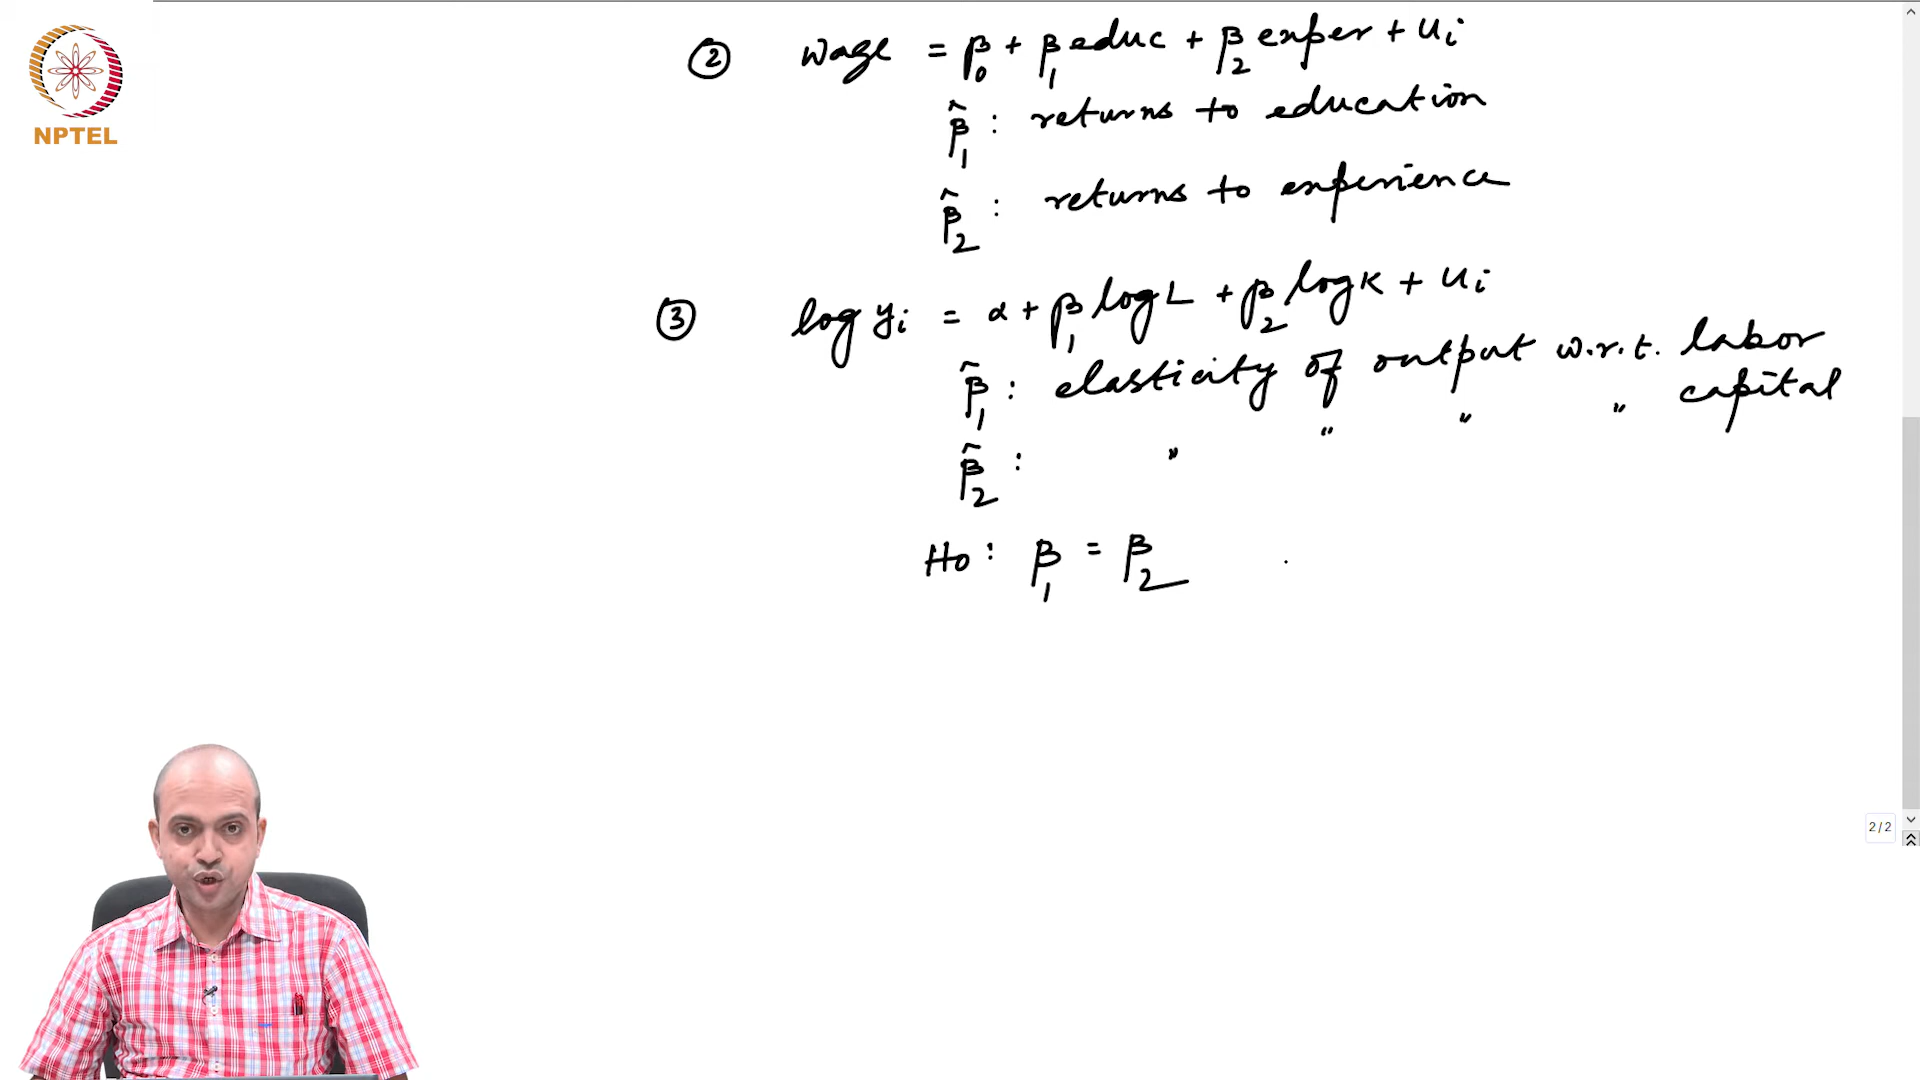 ② wage = β₀ + β₁ educ + β₂ exper + ui
β̂₁ : returns to education
β̂₂ : returns to experience
③ log yi = α + β₁ log L + β₂ log K + ui
β̂₁ : elasticity of output w.r.t. labor
β̂₂ : " " " " capital
Ho : β₁ = β₂
NPTEL
2/2